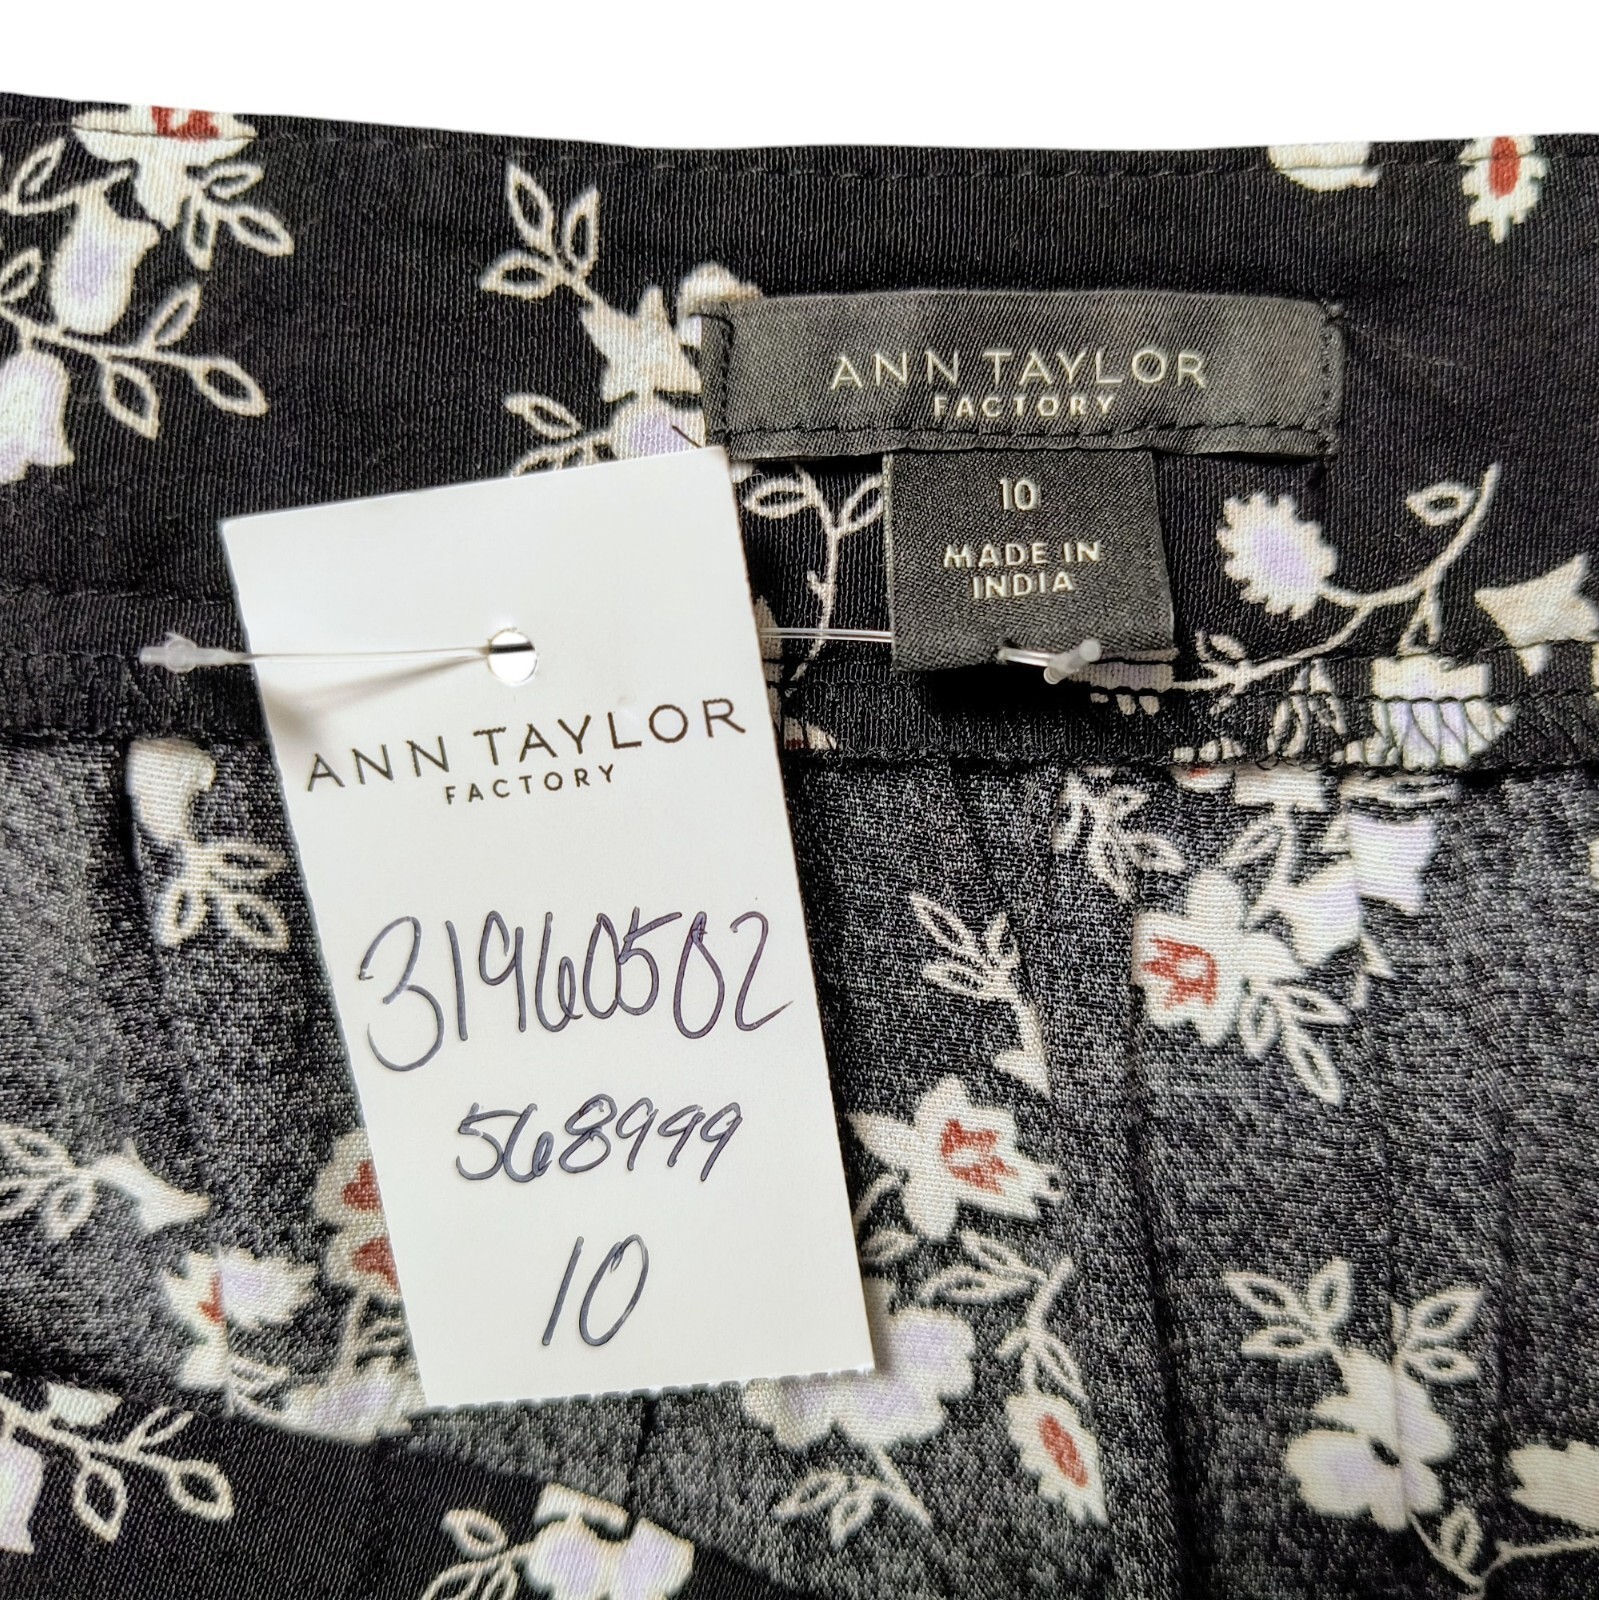 ANN TAYLOR
FACTORY
10
MADE IN
INDIA
ANN TAYLOR
FACTORY
31960502
568999
10